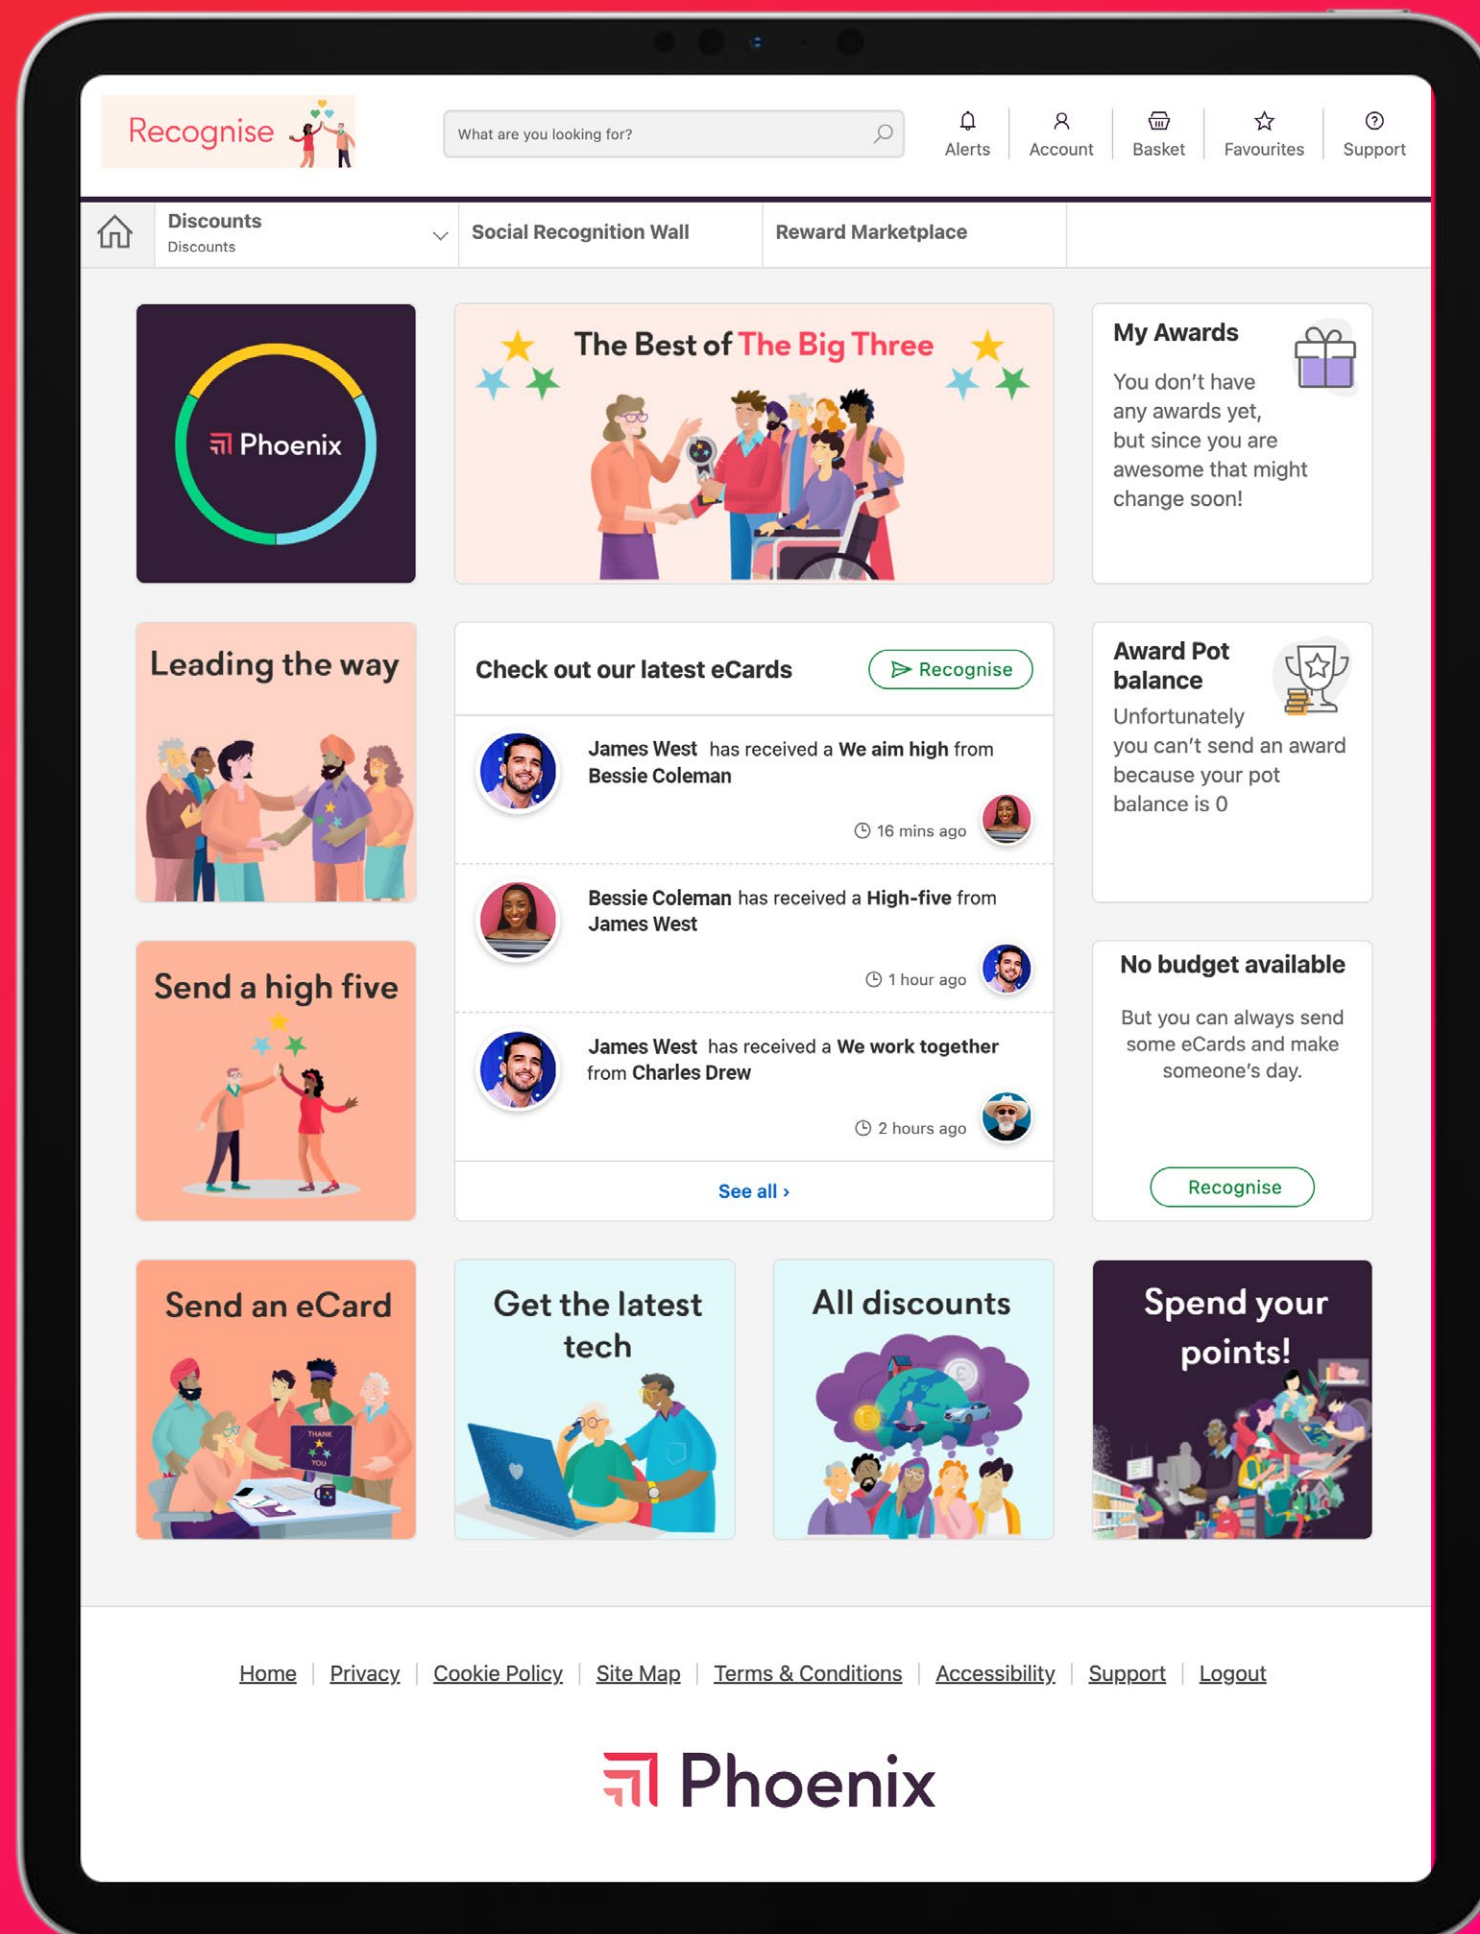 Recognise
What are you looking for?
Alerts
Account
Basket
Favourites
Support
Discounts
Discounts
Social Recognition Wall
Reward Marketplace
Phoenix
The Best of The Big Three
My Awards
You don't have
any awards yet,
but since you are
awesome that might
change soon!
Leading the way
Check out our latest eCards
Recognise
James West has received a We aim high from
Bessie Coleman
16 mins ago
Bessie Coleman has received a High-five from
James West
1 hour ago
James West has received a We work together
from Charles Drew
2 hours ago
See all ›
Award Pot
balance
Unfortunately
you can't send an award
because your pot
balance is 0
Send a high five
No budget available
But you can always send
some eCards and make
someone's day.
Recognise
Send an eCard
THANK
YOU
Get the latest
tech
All discounts
£
£
Spend your
points!
Home
Privacy
Cookie Policy
Site Map
Terms & Conditions
Accessibility
Support
Logout
Phoenix